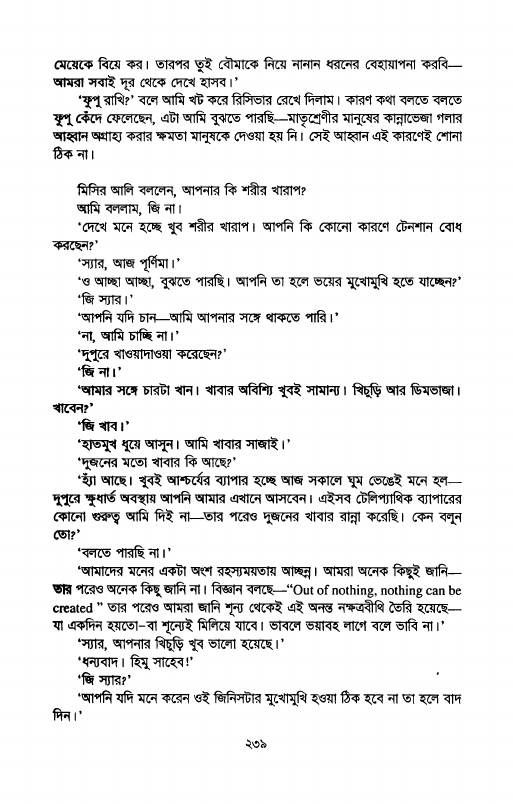 মেয়েকে বিয়ে কর। তারপর তুই বৌমাকে নিয়ে নানান ধরনের বেহায়াপনা করবি—
আমরা সবাই দূর থেকে দেখে হাসব।’
‘ফুপু রাখি?’ বলে আমি খট করে রিসিভার রেখে দিলাম। কারণ কথা বলতে বলতে
ফুপু কেঁদে ফেলেছেন, এটা আমি বুঝতে পারছি—মাতৃশ্রেণীর মানুষের কান্নাভেজা গলার
আহ্বান অগ্রাহ্য করার ক্ষমতা মানুষকে দেওয়া হয় নি। সেই আহ্বান এই কারণেই শোনা
ঠিক না।
মিসির আলি বললেন, আপনার কি শরীর খারাপ?
আমি বললাম, জি না।
‘দেখে মনে হচ্ছে খুব শরীর খারাপ। আপনি কি কোনো কারণে টেনশান বোধ
করছেন?’
‘স্যার, আজ পূর্ণিমা।’
‘ও আচ্ছা আচ্ছা, বুঝতে পারছি। আপনি তা হলে ভয়ের মুখোমুখি হতে যাচ্ছেন?’
‘জি স্যার।’
‘আপনি যদি চান—আমি আপনার সঙ্গে থাকতে পারি।’
‘না, আমি চাচ্ছি না।’
‘দুপুরে খাওয়াদাওয়া করেছেন?’
‘জি না।’
‘আমার সঙ্গে চারটা খান। খাবার অবিশ্যি খুবই সামান্য। খিচুড়ি আর ডিমভাজা।
খাবেন?’
‘জি খাব।’
‘হাতমুখ ধুয়ে আসুন। আমি খাবার সাজাই।’
‘দুজনের মতো খাবার কি আছে?’
‘হ্যাঁ আছে। খুবই আশ্চর্যের ব্যাপার হচ্ছে আজ সকালে ঘুম ভেঙেই মনে হল—
দুপুরে ক্ষুধার্ত অবস্থায় আপনি আমার এখানে আসবেন। এইসব টেলিপ্যাথিক ব্যাপারের
কোনো গুরুত্ব আমি দিই না—তার পরেও দুজনের খাবার রান্না করেছি। কেন বলুন
তো?’
‘বলতে পারছি না।’
‘আমাদের মনের একটা অংশ রহস্যময়তায় আচ্ছন্ন। আমরা অনেক কিছুই জানি—
তার পরেও অনেক কিছু জানি না। বিজ্ঞান বলছে—“Out of nothing, nothing can be
created ” তার পরেও আমরা জানি শূন্য থেকেই এই অনন্ত নক্ষত্রবীথি তৈরি হয়েছে—
যা একদিন হয়তো-বা শূন্যেই মিলিয়ে যাবে। ভাবলে ভয়াবহ লাগে বলে ভাবি না।’
‘স্যার, আপনার খিচুড়ি খুব ভালো হয়েছে।’
‘ধন্যবাদ। হিমু সাহেব!’
‘জি স্যার?’
‘আপনি যদি মনে করেন ওই জিনিসটার মুখোমুখি হওয়া ঠিক হবে না তা হলে বাদ
দিন।’
২৩৯